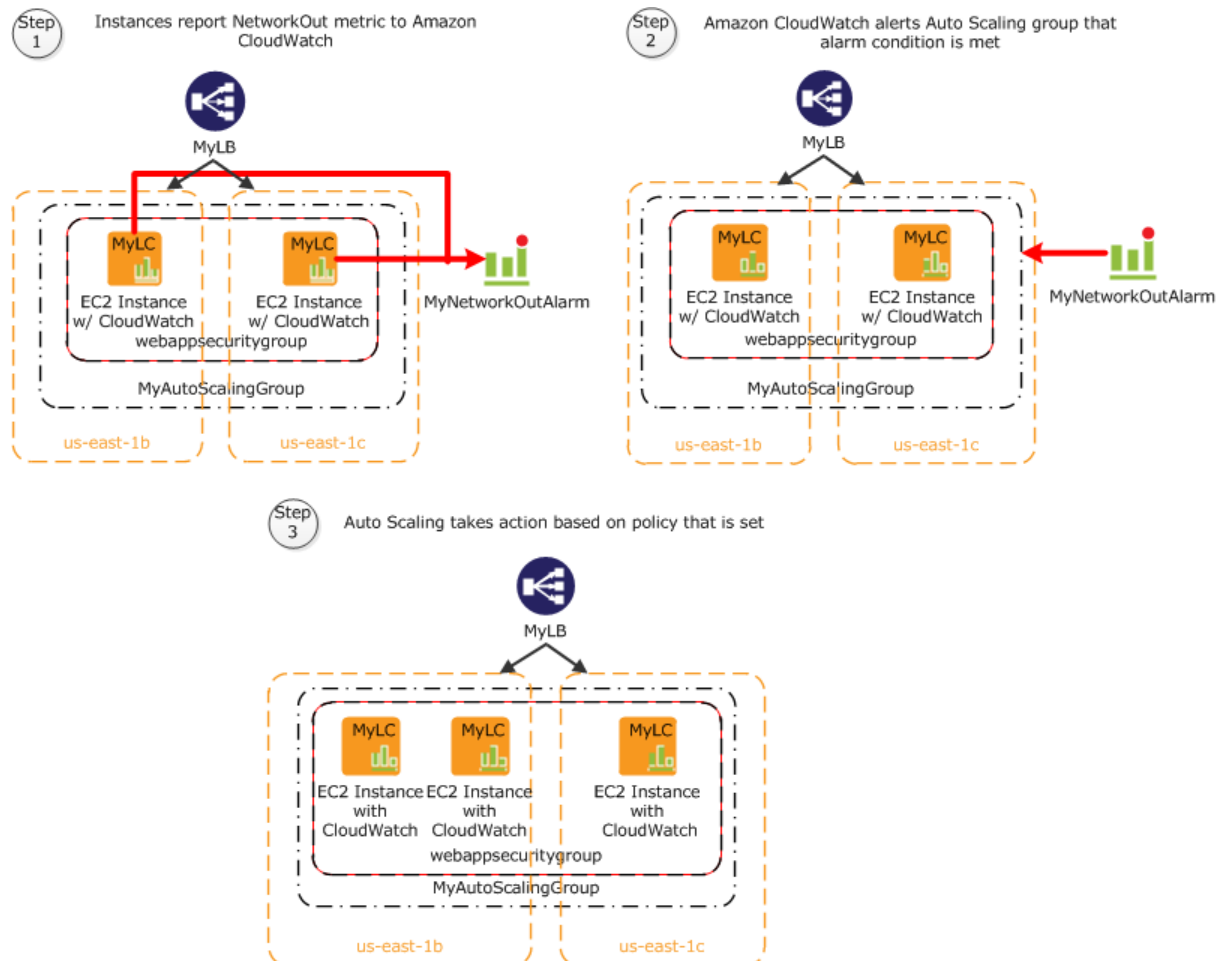 Step
1
Instances report NetworkOut metric to Amazon
CloudWatch
MyLB
MyLC
MyLC
EC2 Instance
w/ CloudWatch
EC2 Instance
w/ CloudWatch
webappsecuritygroup
MyAutoScalingGroup
us-east-1b
us-east-1c
MyNetworkOutAlarm
Step
2
Amazon CloudWatch alerts Auto Scaling group that
alarm condition is met
MyLB
MyLC
MyLC
EC2 Instance
w/ CloudWatch
EC2 Instance
w/ CloudWatch
webappsecuritygroup
MyAutoScalingGroup
us-east-1b
us-east-1c
MyNetworkOutAlarm
Step
3
Auto Scaling takes action based on policy that is set
MyLB
MyLC
MyLC
MyLC
EC2 Instance
with
CloudWatch
EC2 Instance
with
CloudWatch
EC2 Instance
with
CloudWatch
webappsecuritygroup
MyAutoScalingGroup
us-east-1b
us-east-1c